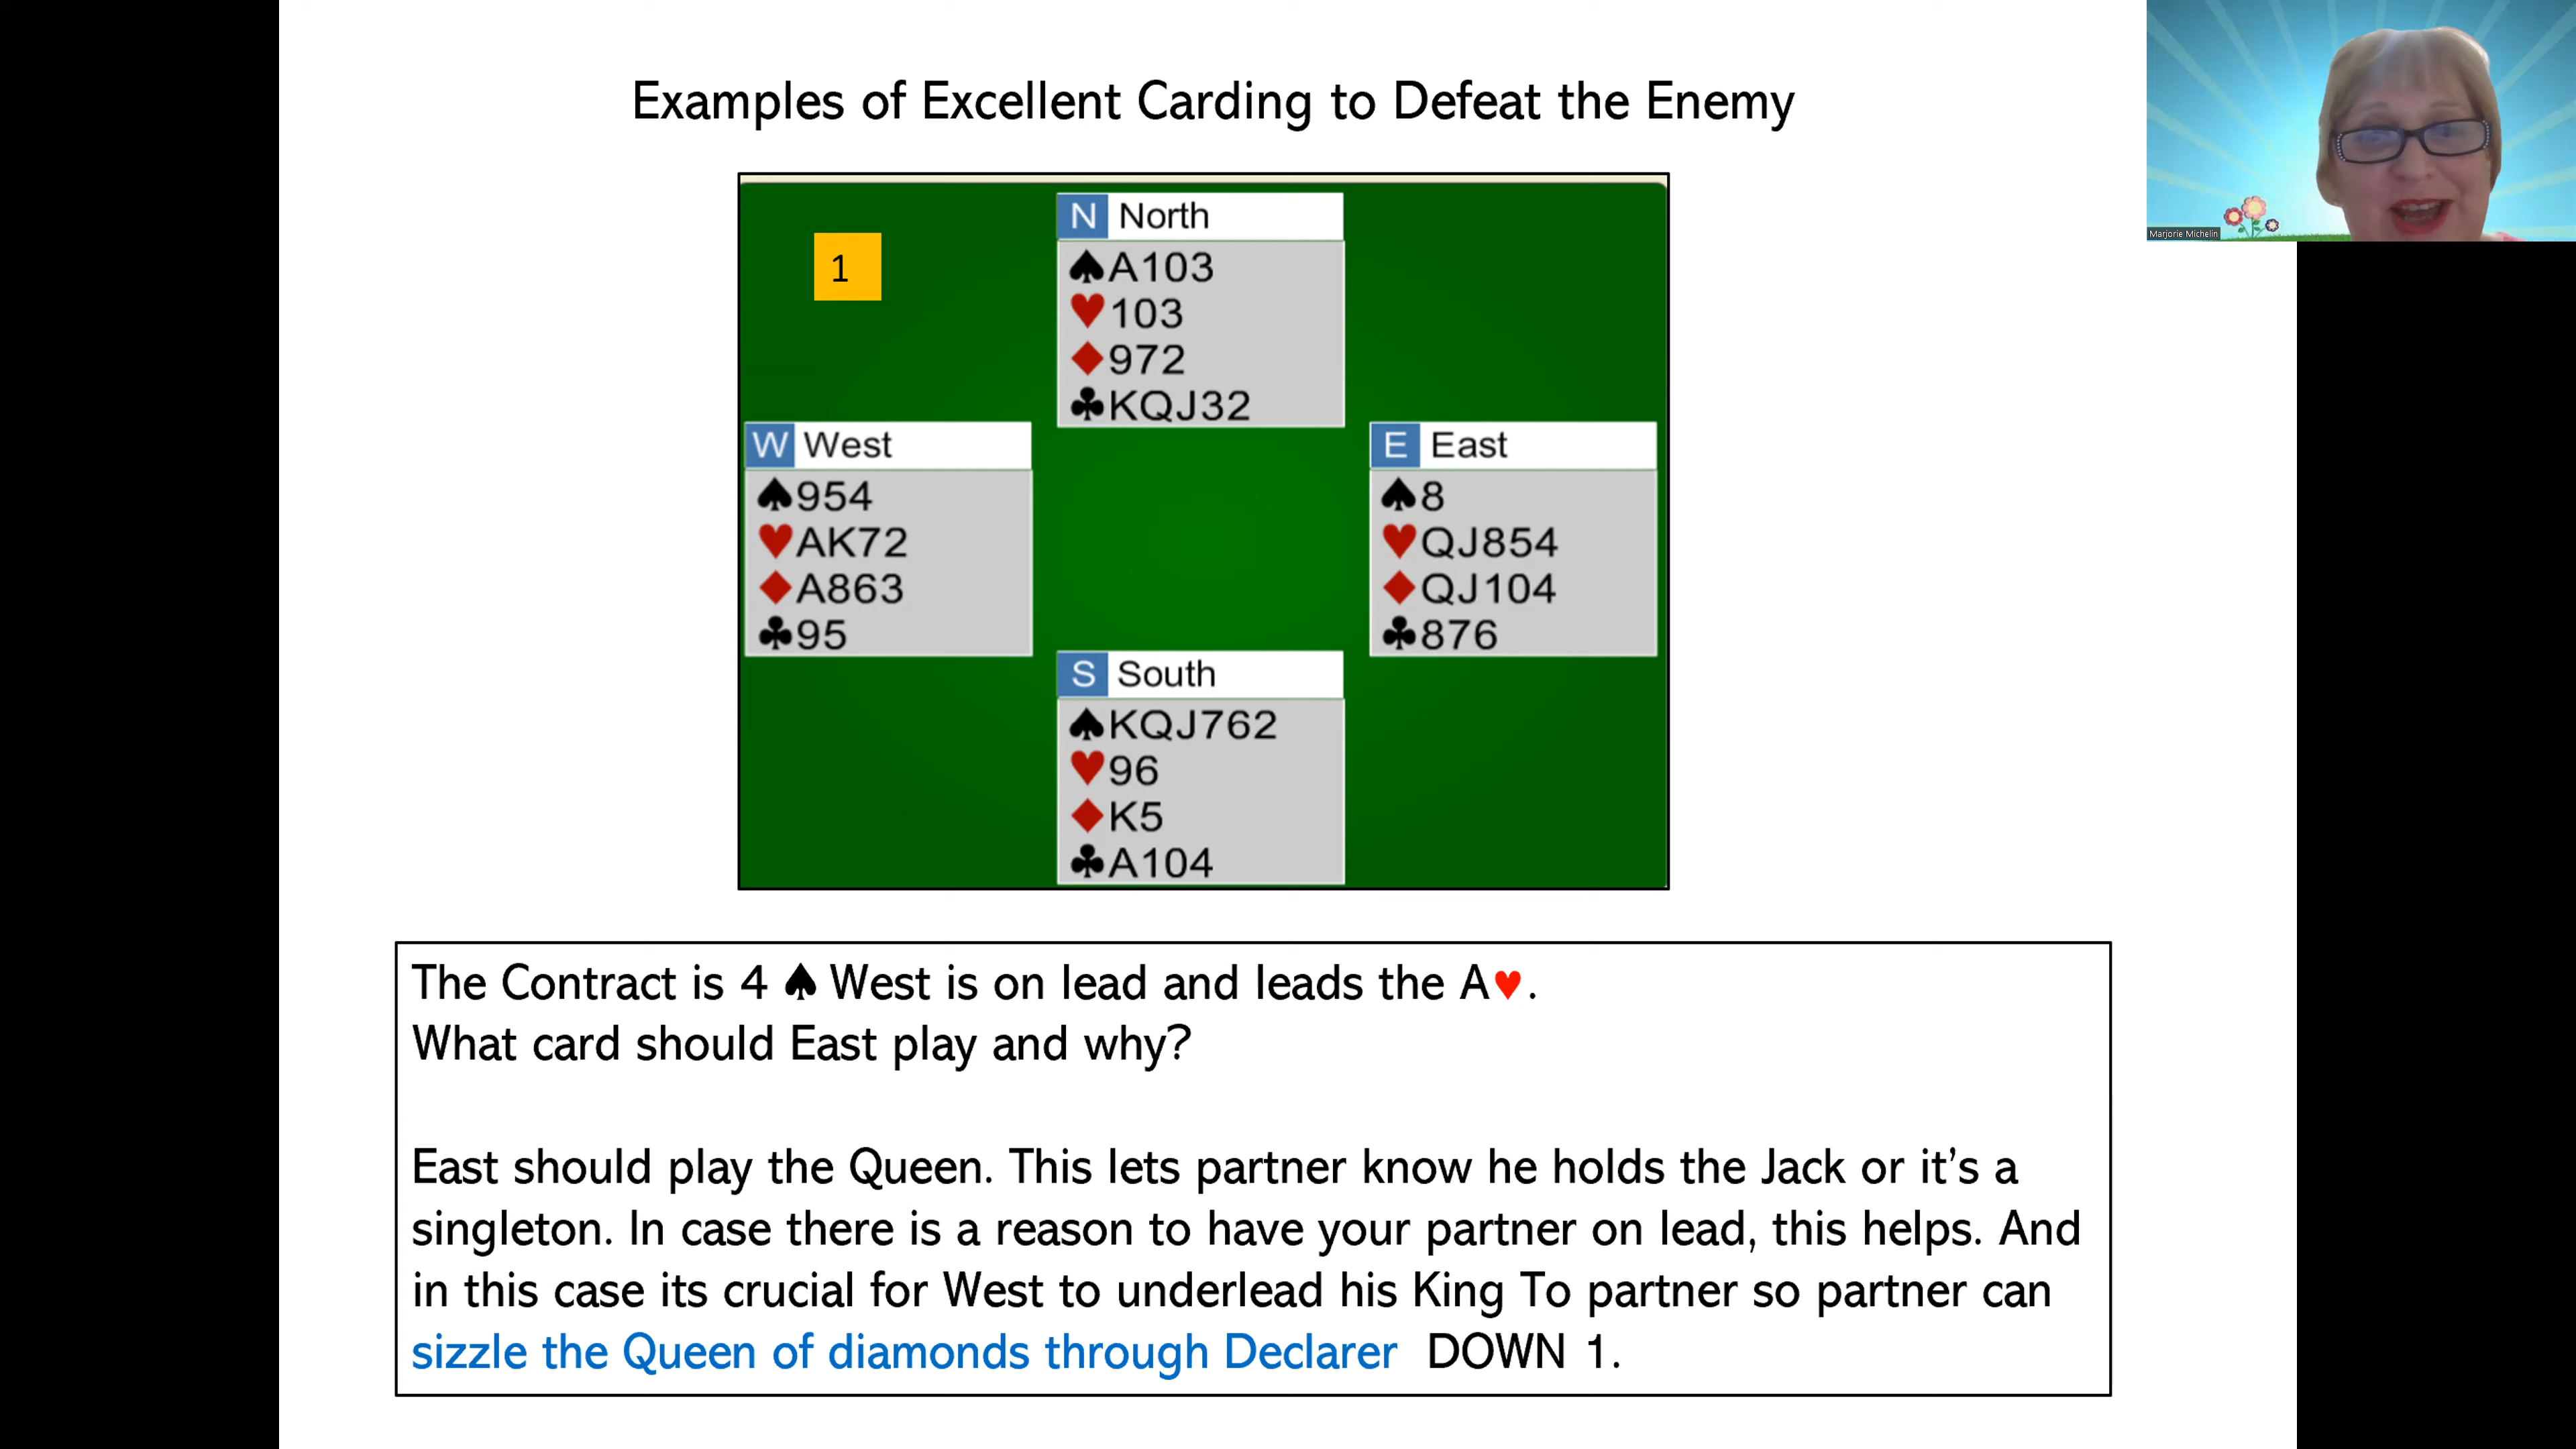 Examples of Excellent Carding to Defeat the Enemy
Marjorie Michelin
1
N North
♠A103
♥103
♦972
♣KQJ32
W West
♠954
♥AK72
♦A863
♣95
E East
♠8
♥QJ854
♦QJ104
♣876
S South
♠KQJ762
♥96
♦K5
♣A104
The Contract is 4 ♠ West is on lead and leads the A♥.
What card should East play and why?
East should play the Queen. This lets partner know he holds the Jack or it's a
singleton. In case there is a reason to have your partner on lead, this helps. And
in this case its crucial for West to underlead his King To partner so partner can
sizzle the Queen of diamonds through Declarer DOWN 1.